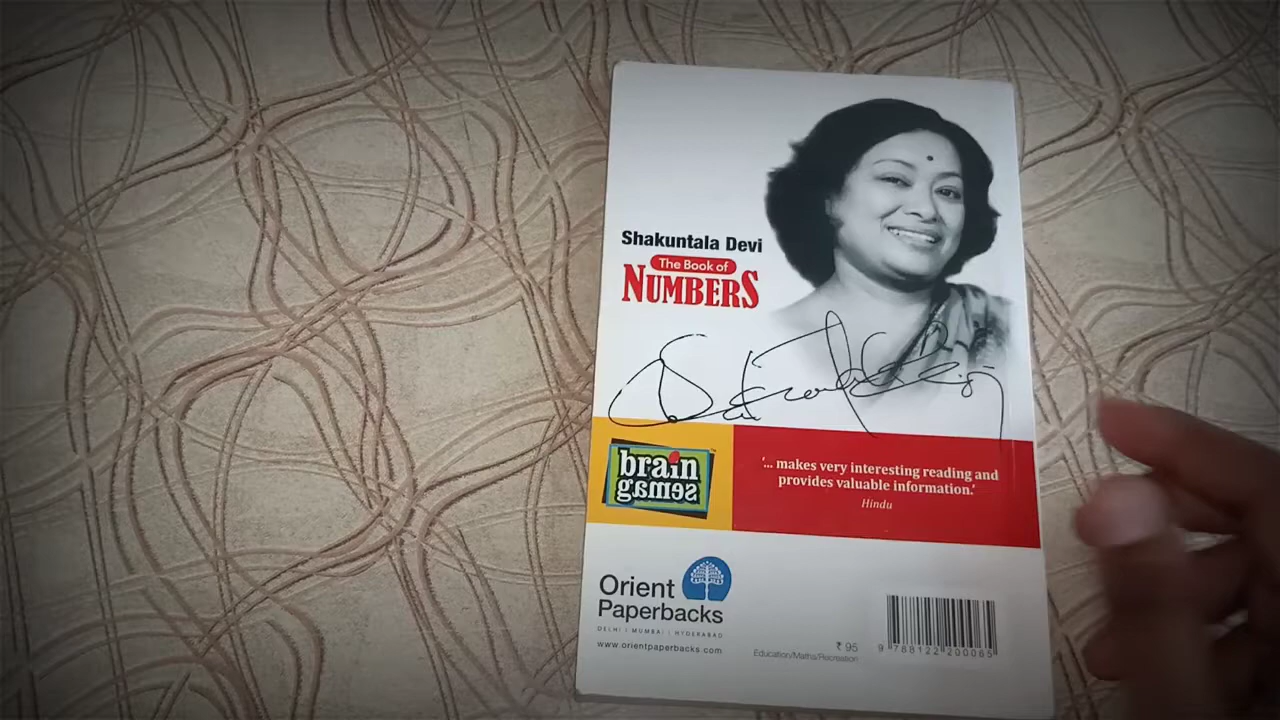 Shakuntala Devi
The Book of
NUMBERS
brain
games
‘... makes very interesting reading and
provides valuable information.’
Hindu
Orient
Paperbacks
DELHI | MUMBAI | HYDERABAD
www.orientpaperbacks.com
₹ 95
Education/Maths/Recreation
9 788122 200065